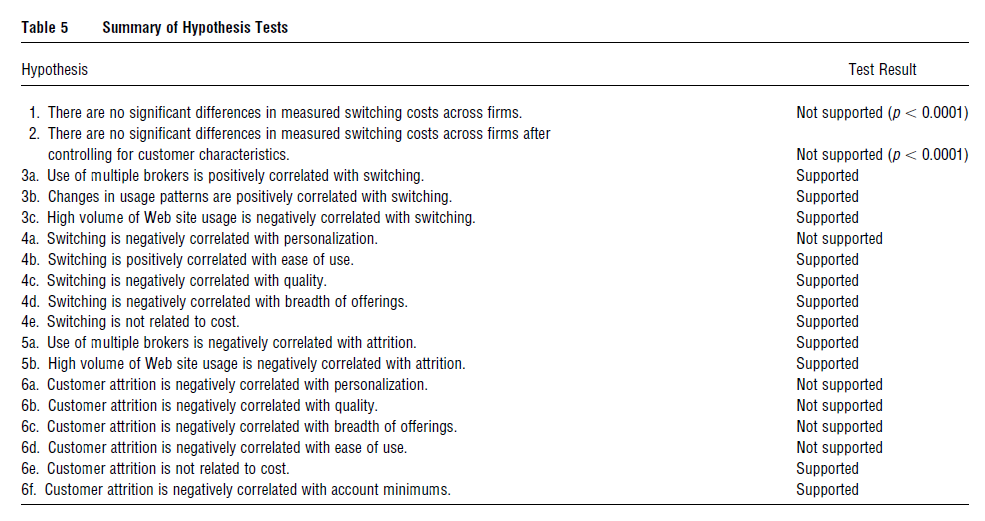 Table 5 Summary of Hypothesis Tests
Hypothesis Test Result
1. There are no significant differences in measured switching costs across firms. Not supported (p < 0.0001)
2. There are no significant differences in measured switching costs across firms after
controlling for customer characteristics. Not supported (p < 0.0001)
3a. Use of multiple brokers is positively correlated with switching. Supported
3b. Changes in usage patterns are positively correlated with switching. Supported
3c. High volume of Web site usage is negatively correlated with switching. Supported
4a. Switching is negatively correlated with personalization. Not supported
4b. Switching is positively correlated with ease of use. Supported
4c. Switching is negatively correlated with quality. Supported
4d. Switching is negatively correlated with breadth of offerings. Supported
4e. Switching is not related to cost. Supported
5a. Use of multiple brokers is negatively correlated with attrition. Supported
5b. High volume of Web site usage is negatively correlated with attrition. Supported
6a. Customer attrition is negatively correlated with personalization. Not supported
6b. Customer attrition is negatively correlated with quality. Not supported
6c. Customer attrition is negatively correlated with breadth of offerings. Not supported
6d. Customer attrition is negatively correlated with ease of use. Not supported
6e. Customer attrition is not related to cost. Supported
6f. Customer attrition is negatively correlated with account minimums. Supported